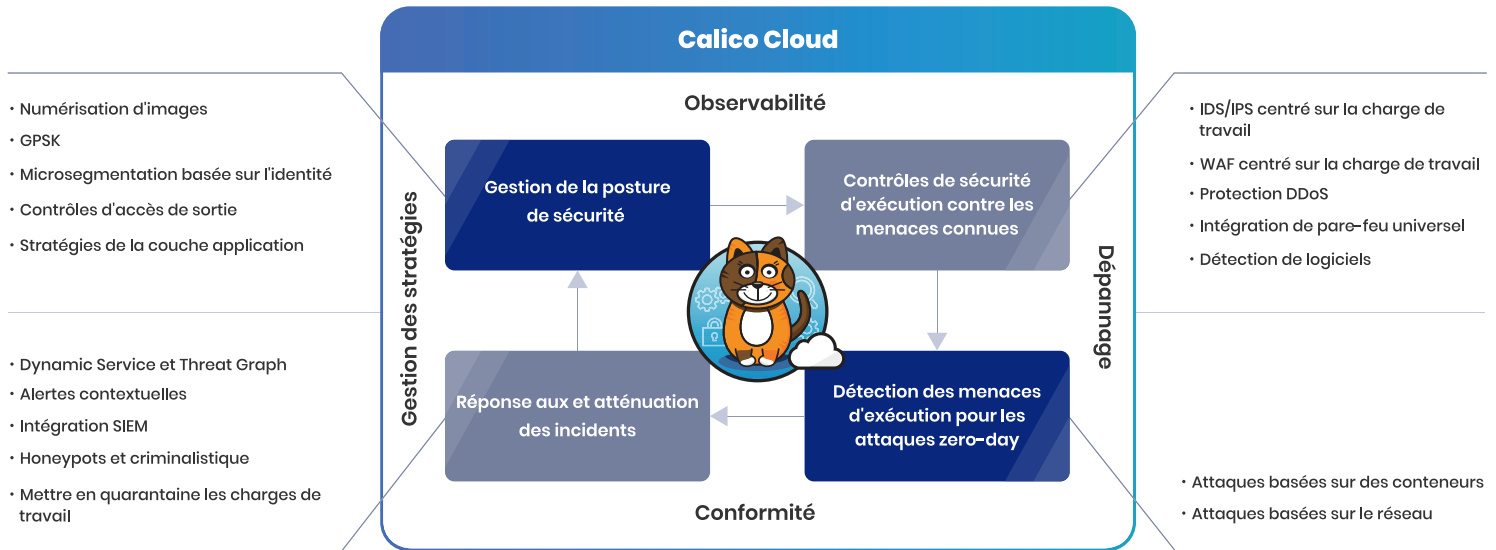 Calico Cloud
Observabilité
· Numérisation d'images
· GPSK
· Microsegmentation basée sur l'identité
· Contrôles d'accès de sortie
· Stratégies de la couche application
Gestion des stratégies
Gestion de la posture
de sécurité
Contrôles de sécurité
d'exécution contre les
menaces connues
· IDS/IPS centré sur la charge de
travail
· WAF centré sur la charge de travail
· Protection DDoS
· Intégration de pare-feu universel
· Détection de logiciels
Dépannage
· Dynamic Service et Threat Graph
· Alertes contextuelles
· Intégration SIEM
· Honeypots et criminalistique
· Mettre en quarantaine les charges de
travail
Réponse aux et atténuation
des incidents
Détection des menaces
d'exécution pour les
attaques zero-day
· Attaques basées sur des conteneurs
· Attaques basées sur le réseau
Conformité